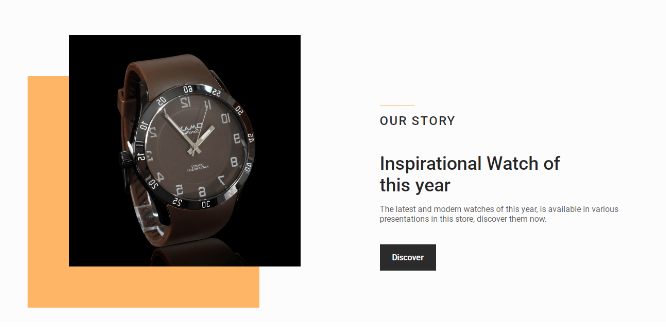 OUR STORY
Inspirational Watch of
this year
The latest and modern watches of this year, is available in various
presentations in this store, discover them now.
Discover